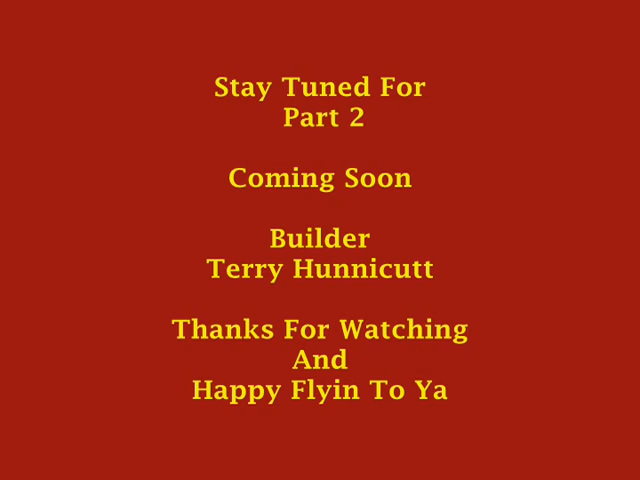 Stay Tuned For
Part 2
Coming Soon
Builder
Terry Hunnicutt
Thanks For Watching
And
Happy Flyin To Ya